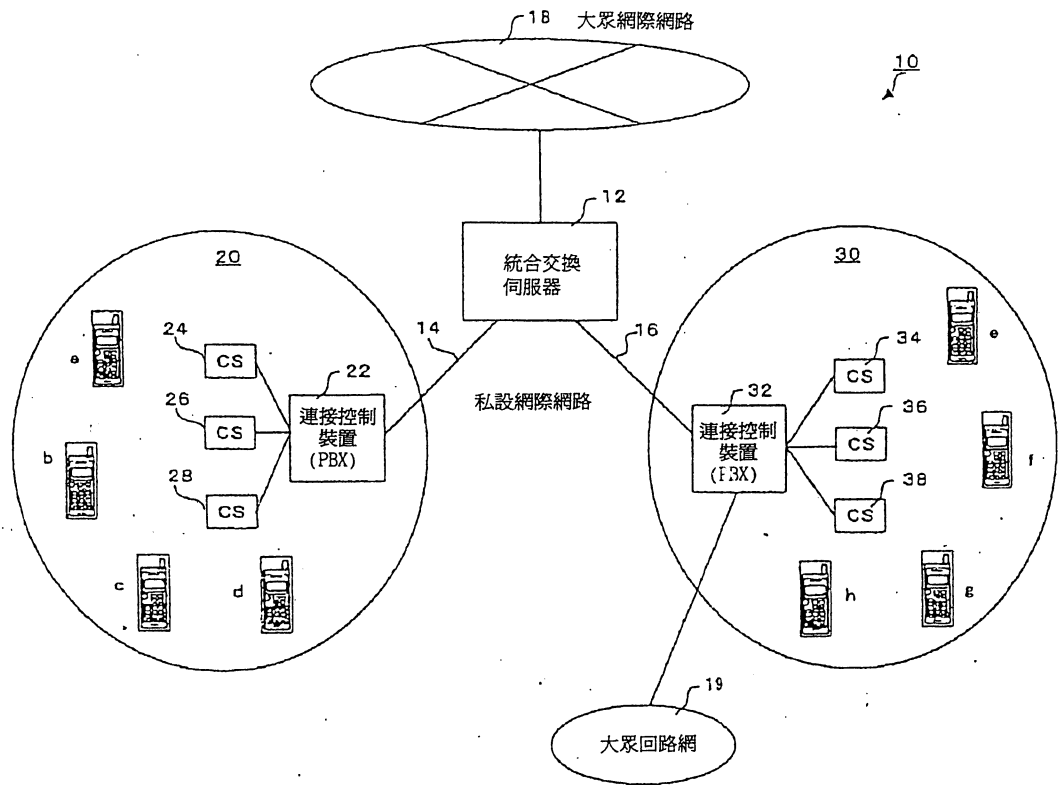 18
大眾網際網路
10
12
統合交換
伺服器
20
30
14
16
私設網際網路
24
CS
26
CS
28
CS
22
連接控制
裝置
(PBX)
32
連接控制
裝置
(PBX)
34
CS
36
CS
38
CS
a
b
c
d
e
f
g
h
19
大眾回路網